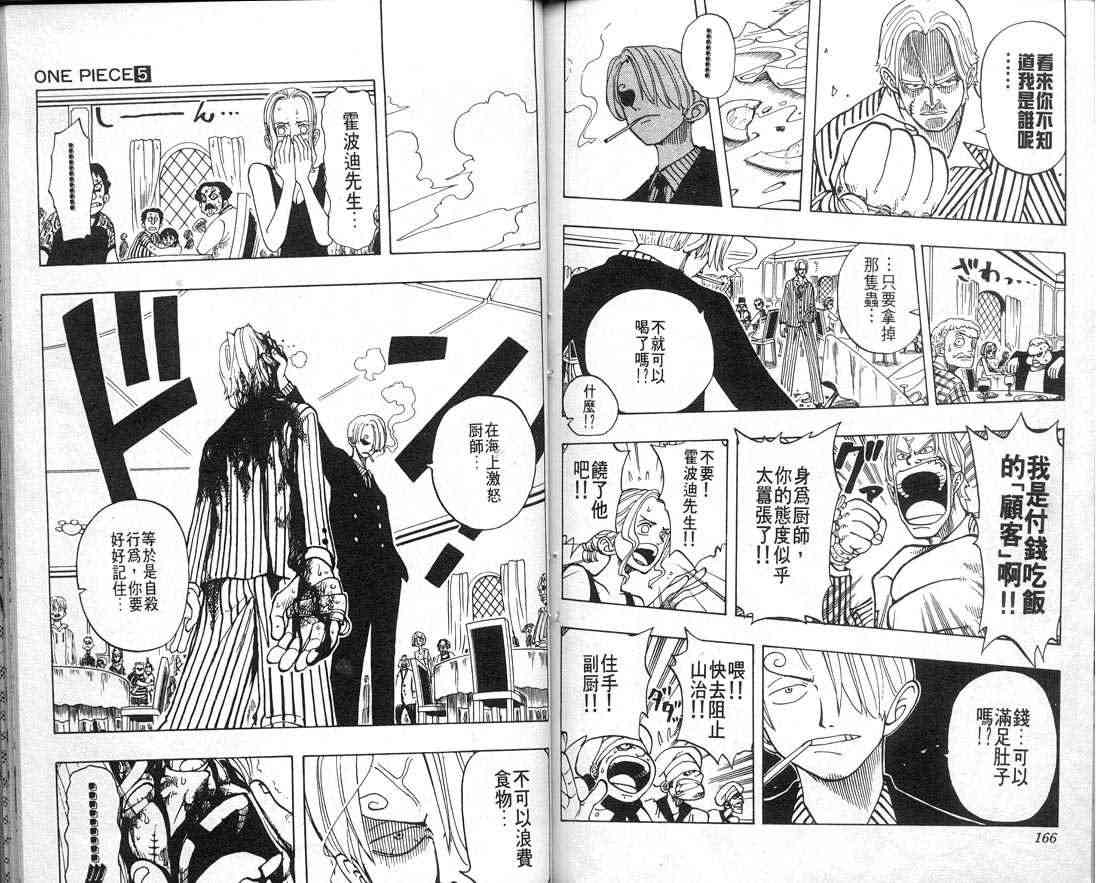 看來你不知
道我是誰呢
……
ざわっ…
…只要拿掉
那隻蟲…
不就可以
喝了嗎!?
什麼!?
我是付錢吃飯
的「顧客」啊!!
グァ
身為廚師，
你的態度似乎
太囂張了!!
不要！
霍波迪先生!!
饒了他
吧!!
錢…可以
滿足肚子
嗎!?
喂!!
快去阻止
山治!!
ダダ
住手！
副廚!!
166
ONE PIECE5
霍波迪先生…
しーーん…
ドン
在海上激怒
廚師…
等於是自殺
行為，你要
好好記住…
不可以浪費
食物…